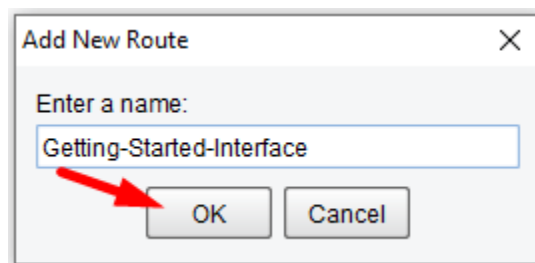 Add New Route
Enter a name:
Getting-Started-Interface
OK Cancel